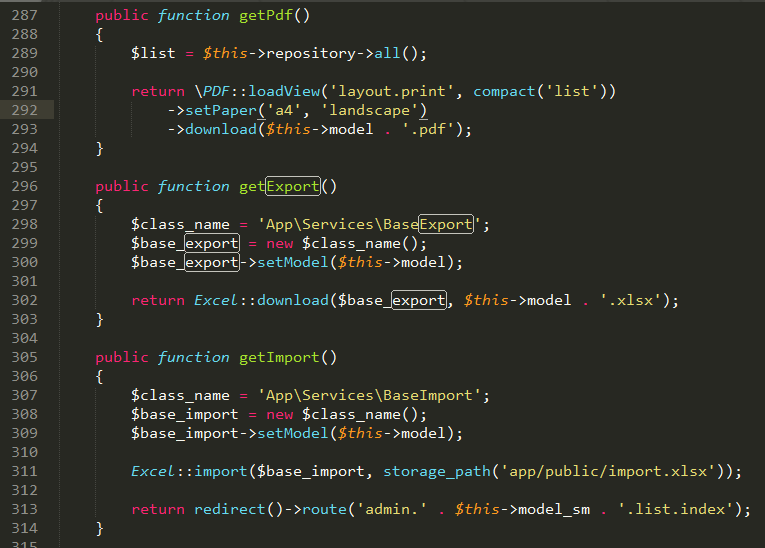 287 public function getPdf()
288 {
289 $list = $this->repository->all();
290
291 return \PDF::loadView('layout.print', compact('list'))
292 ->setPaper('a4', 'landscape')
293 ->download($this->model . '.pdf');
294 }
295
296 public function getExport()
297 {
298 $class_name = 'App\Services\BaseExport';
299 $base_export = new $class_name();
300 $base_export->setModel($this->model);
301
302 return Excel::download($base_export, $this->model . '.xlsx');
303 }
304
305 public function getImport()
306 {
307 $class_name = 'App\Services\BaseImport';
308 $base_import = new $class_name();
309 $base_import->setModel($this->model);
310
311 Excel::import($base_import, storage_path('app/public/import.xlsx'));
312
313 return redirect()->route('admin.' . $this->model_sm . '.list.index');
314 }
315